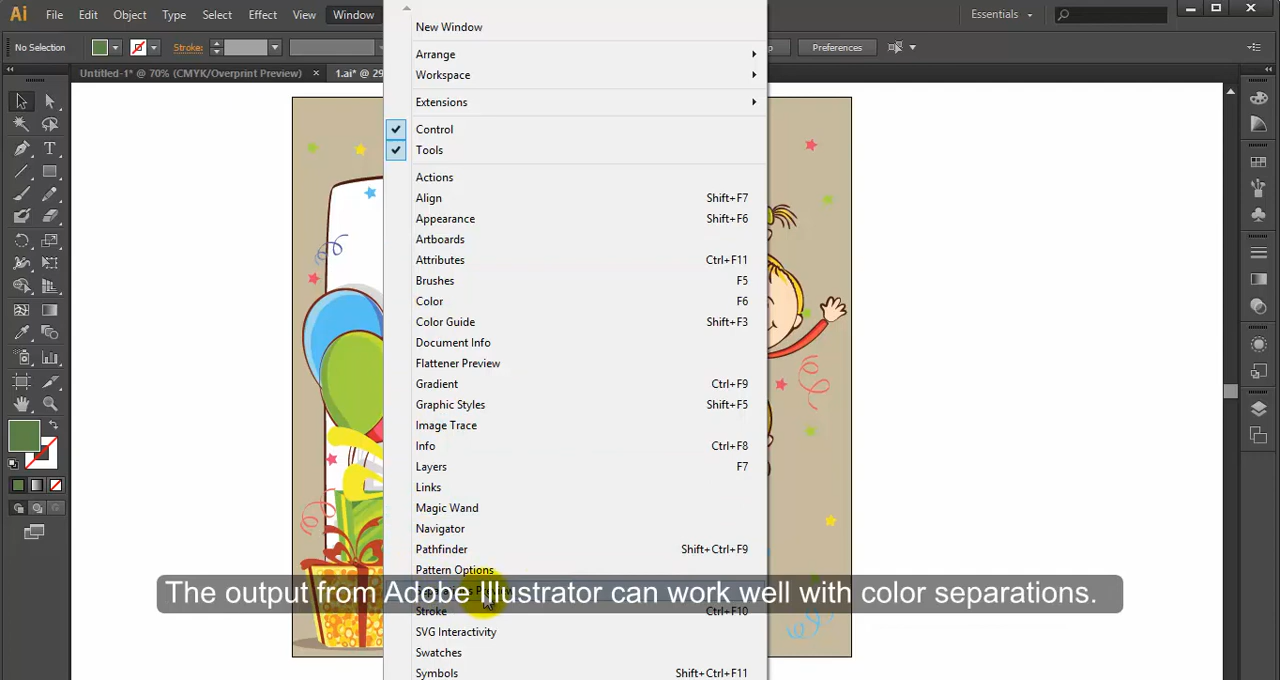 Ai File Edit Object Type Select Effect View Window Essentials
No Selection Stroke: Preferences
Untitled-1* @ 70% (CMYK/Overprint Preview) × 1.ai* @ 29
New Window
Arrange
Workspace
Extensions
Control
Tools
Actions
Align Shift+F7
Appearance Shift+F6
Artboards
Attributes Ctrl+F11
Brushes F5
Color F6
Color Guide Shift+F3
Document Info
Flattener Preview
Gradient Ctrl+F9
Graphic Styles Shift+F5
Image Trace
Info Ctrl+F8
Layers F7
Links
Magic Wand
Navigator
Pathfinder Shift+Ctrl+F9
Pattern Options
The output from Adobe Illustrator can work well with color separations.
Stroke Ctrl+F10
SVG Interactivity
Swatches
Symbols Shift+Ctrl+F11